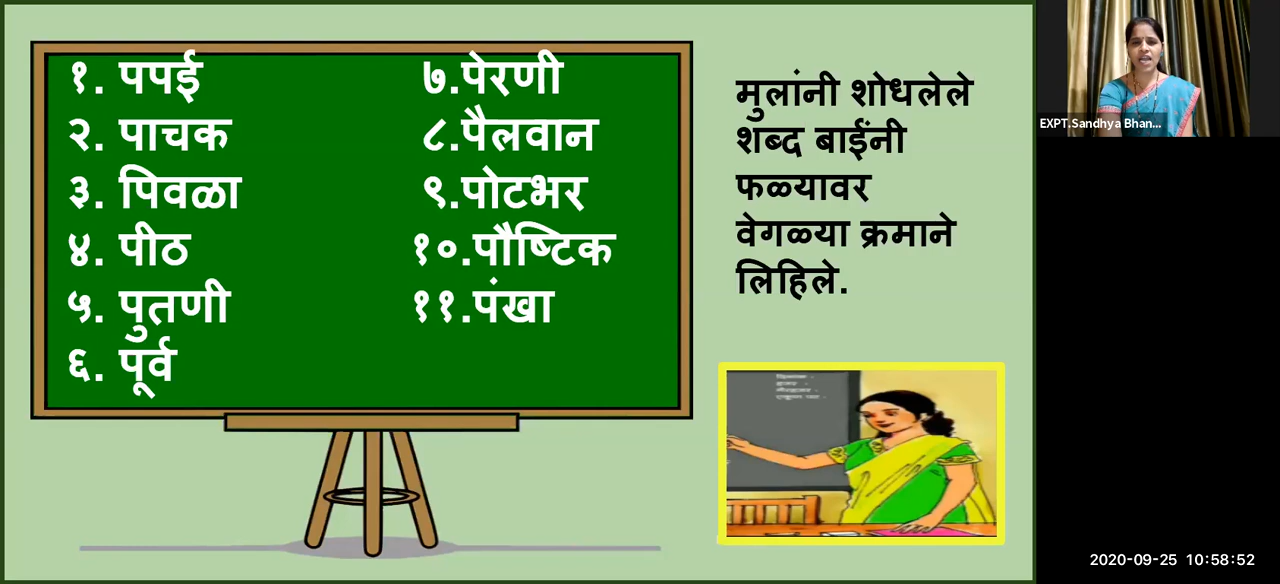 १. पपई
२. पाचक
३. पिवळा
४. पीठ
५. पुतणी
६. पूर्व
७.पेरणी
८.पैलवान
९.पोटभर
१०.पौष्टिक
११.पंखा
मुलांनी शोधलेले
शब्द बाईंनी
फळ्यावर
वेगळ्या क्रमाने
लिहिले.
EXPT.Sandhya Bhan...
2020-09-25 10:58:52